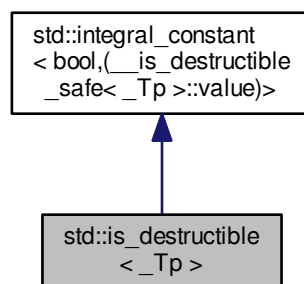 std::integral_constant
< bool,(__is_destructible
_safe< _Tp >::value)>
std::is_destructible
< _Tp >